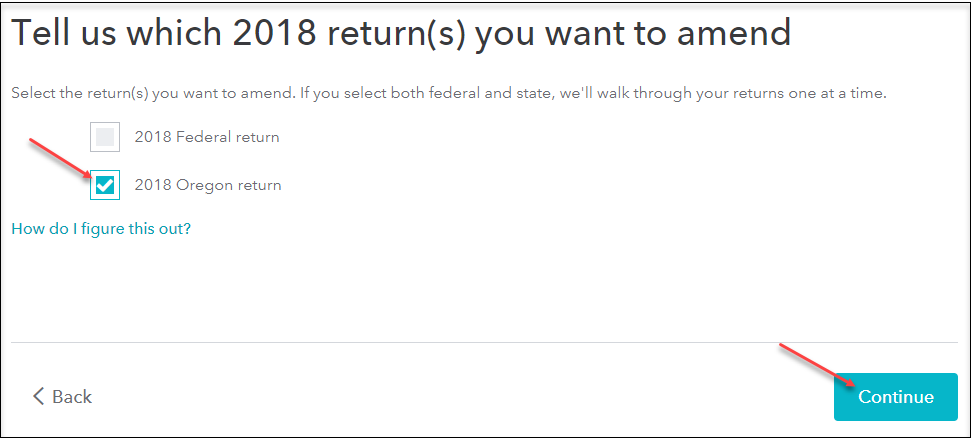 Tell us which 2018 return(s) you want to amend
Select the return(s) you want to amend. If you select both federal and state, we'll walk through your returns one at a time.
2018 Federal return
2018 Oregon return
How do I figure this out?
Back
Continue